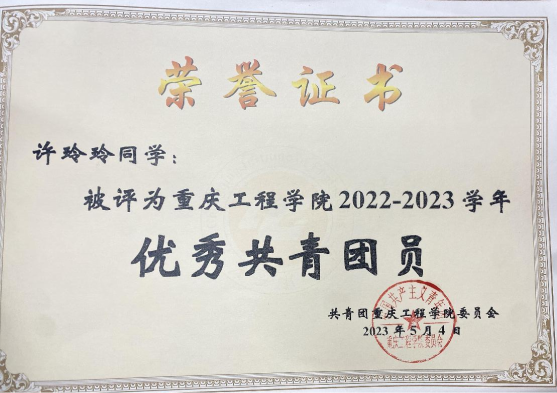 荣誉证书
许玲玲同学：
被评为重庆工程学院2022-2023学年
优秀共青团员
共青团重庆工程学院委员会
2023年5月4日